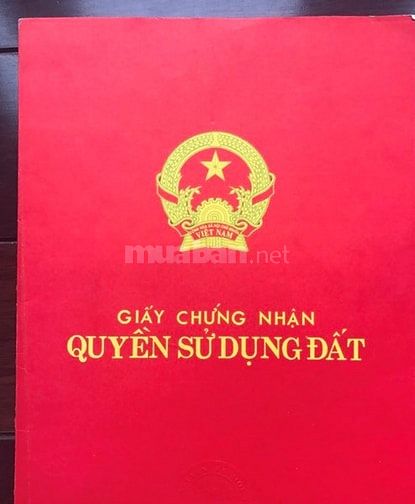 VIỆT NAM
muaban.net
GIẤY CHỨNG NHẬN
QUYỀN SỬ DỤNG ĐẤT